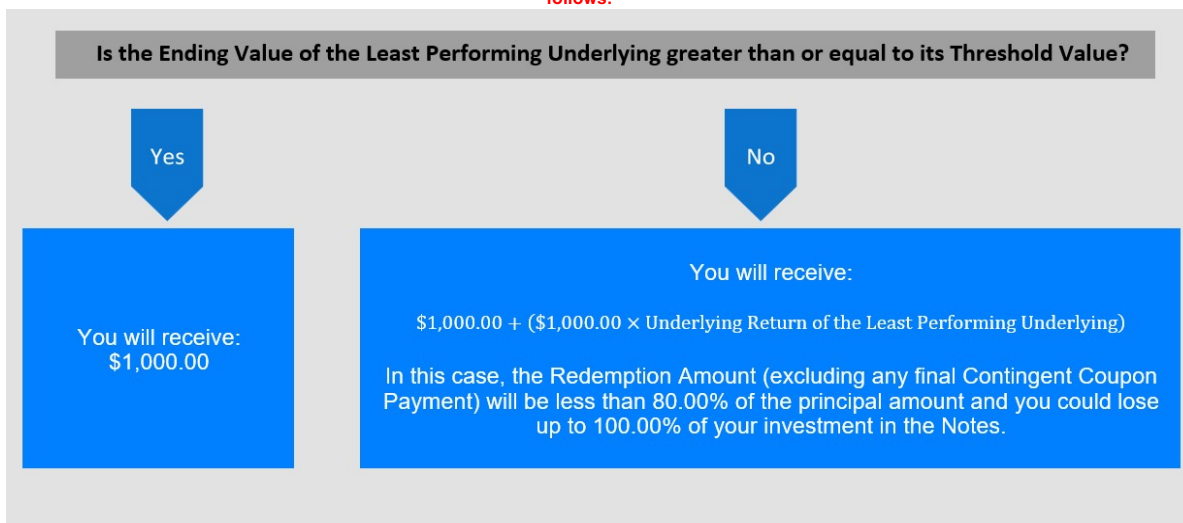 follows:
Is the Ending Value of the Least Performing Underlying greater than or equal to its Threshold Value?
Yes
No
You will receive:
$1,000.00
You will receive:
$1,000.00 + ($1,000.00 × Underlying Return of the Least Performing Underlying)
In this case, the Redemption Amount (excluding any final Contingent Coupon
Payment) will be less than 80.00% of the principal amount and you could lose
up to 100.00% of your investment in the Notes.